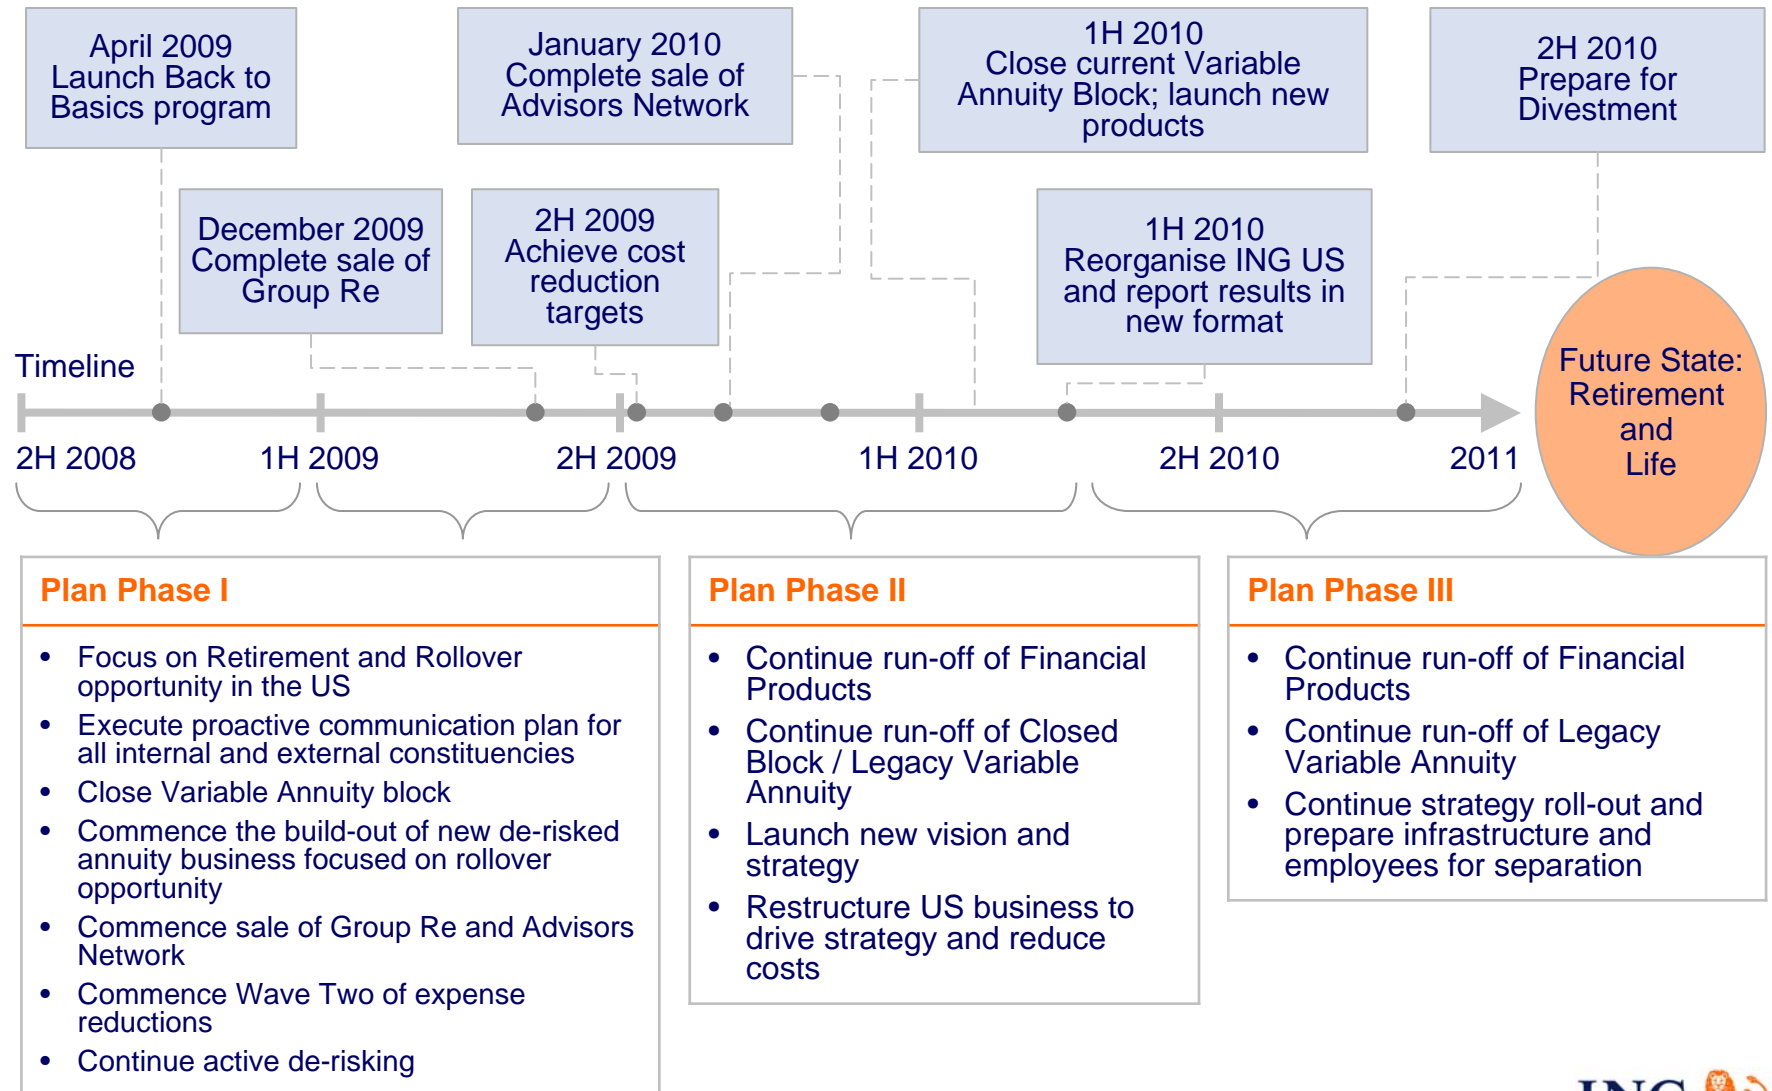 April 2009
Launch Back to
Basics program
January 2010
Complete sale of
Advisors Network
1H 2010
Close current Variable
Annuity Block; launch new
products
2H 2010
Prepare for
Divestment
December 2009
Complete sale of
Group Re
2H 2009
Achieve cost
reduction
targets
1H 2010
Reorganise ING US
and report results in
new format
Timeline
Future State:
Retirement
and
Life
2H 2008
1H 2009
2H 2009
1H 2010
2H 2010
2011
Plan Phase I
• Focus on Retirement and Rollover
opportunity in the US
• Execute proactive communication plan for
all internal and external constituencies
• Close Variable Annuity block
• Commence the build-out of new de-risked
annuity business focused on rollover
opportunity
• Commence sale of Group Re and Advisors
Network
• Commence Wave Two of expense
reductions
• Continue active de-risking
Plan Phase II
• Continue run-off of Financial
Products
• Continue run-off of Closed
Block / Legacy Variable
Annuity
• Launch new vision and
strategy
• Restructure US business to
drive strategy and reduce
costs
Plan Phase III
• Continue run-off of Financial
Products
• Continue run-off of Legacy
Variable Annuity
• Continue strategy roll-out and
prepare infrastructure and
employees for separation
ING